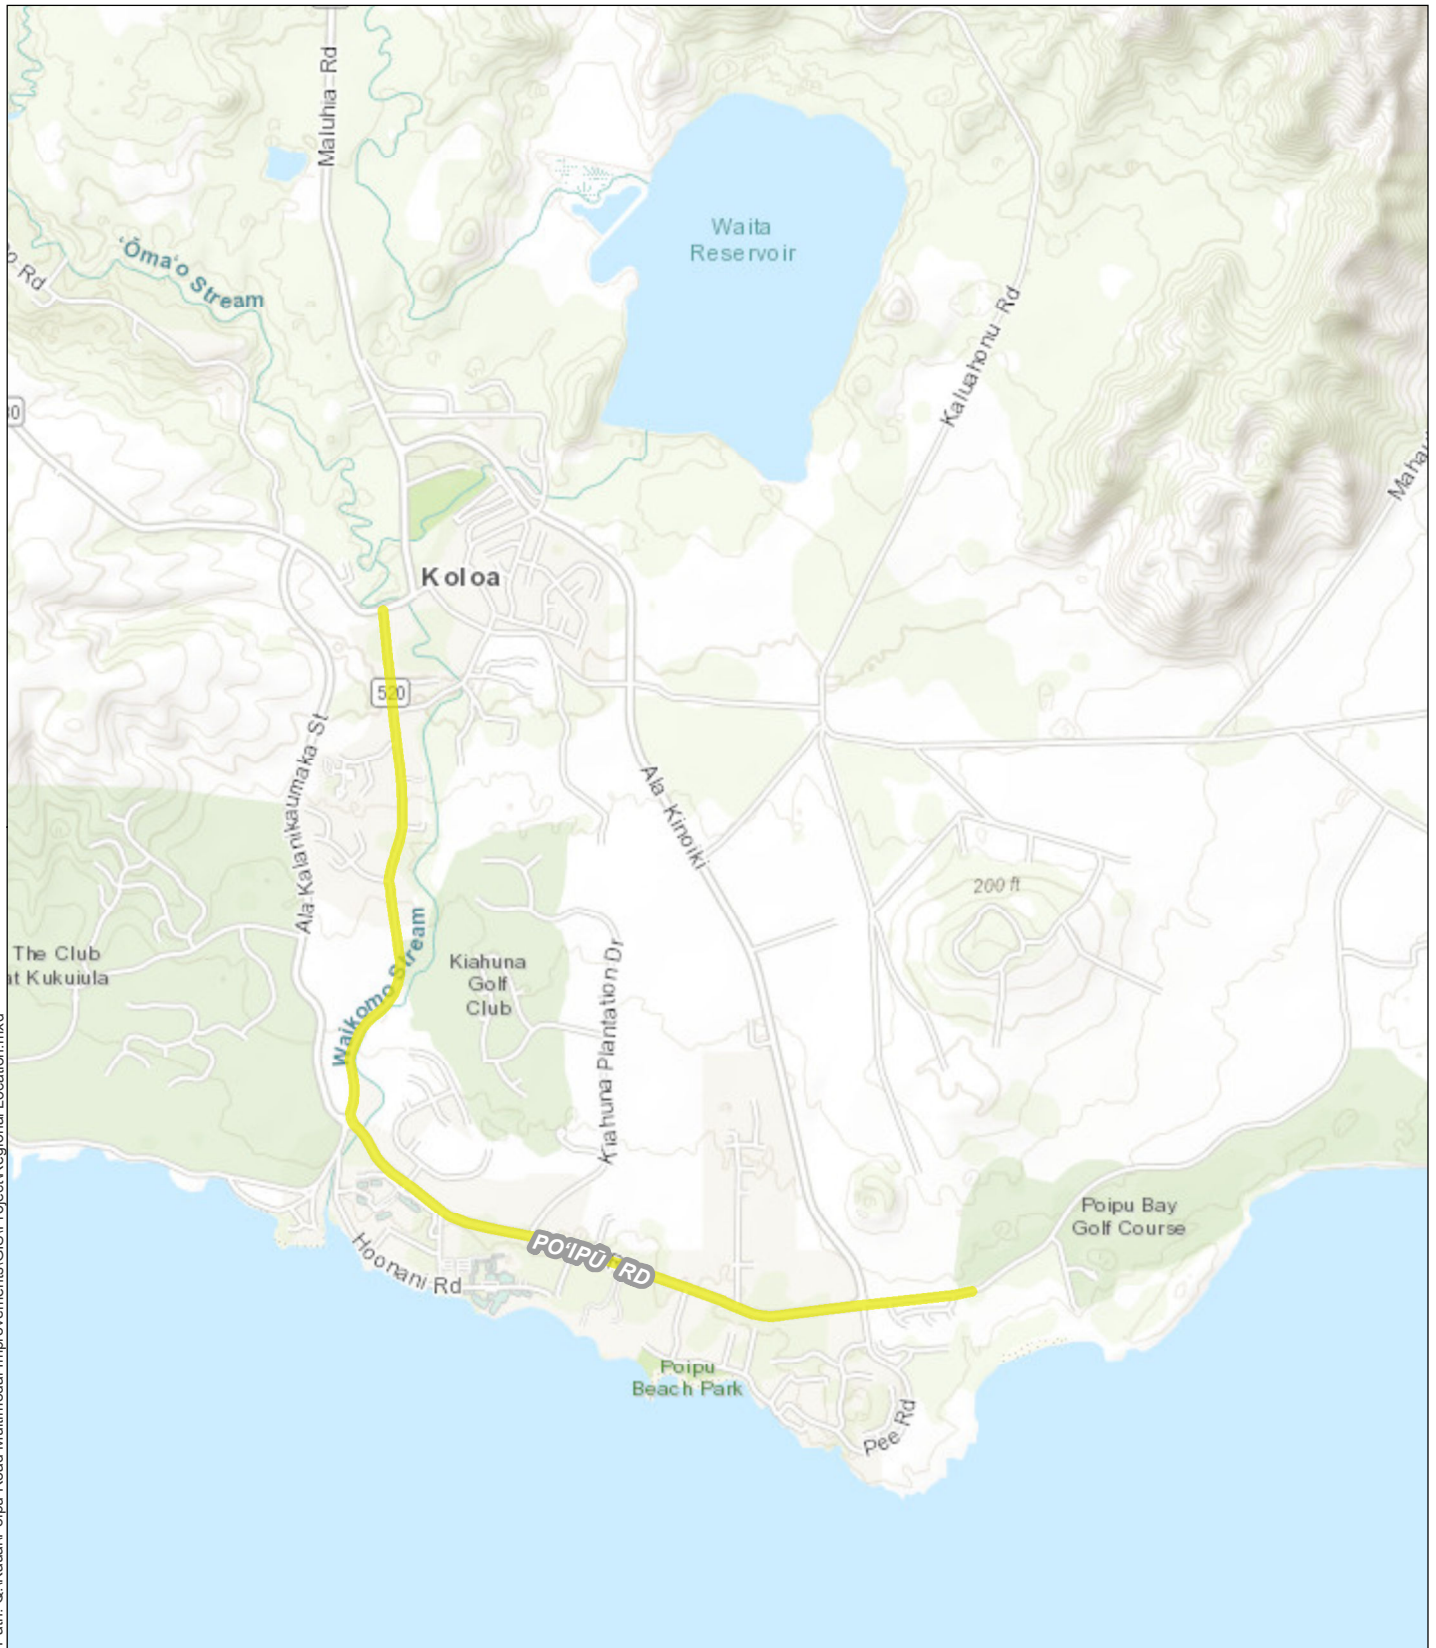 Maluhia Rd
Waita
Reservoir
ʻŌmaʻo Stream
o Rd
Kaluahonu Rd
Koloa
520
Ala Kalanikaumaka St
Ala Kinoiki
200 ft
The Club
at Kukuiula
Waikomo Stream
Kiahuna
Golf
Club
Kiahuna Plantation Dr
Poipu Bay
Golf Course
Hoonani Rd
POʻIPŪ RD
Poipu
Beach Park
Pee Rd